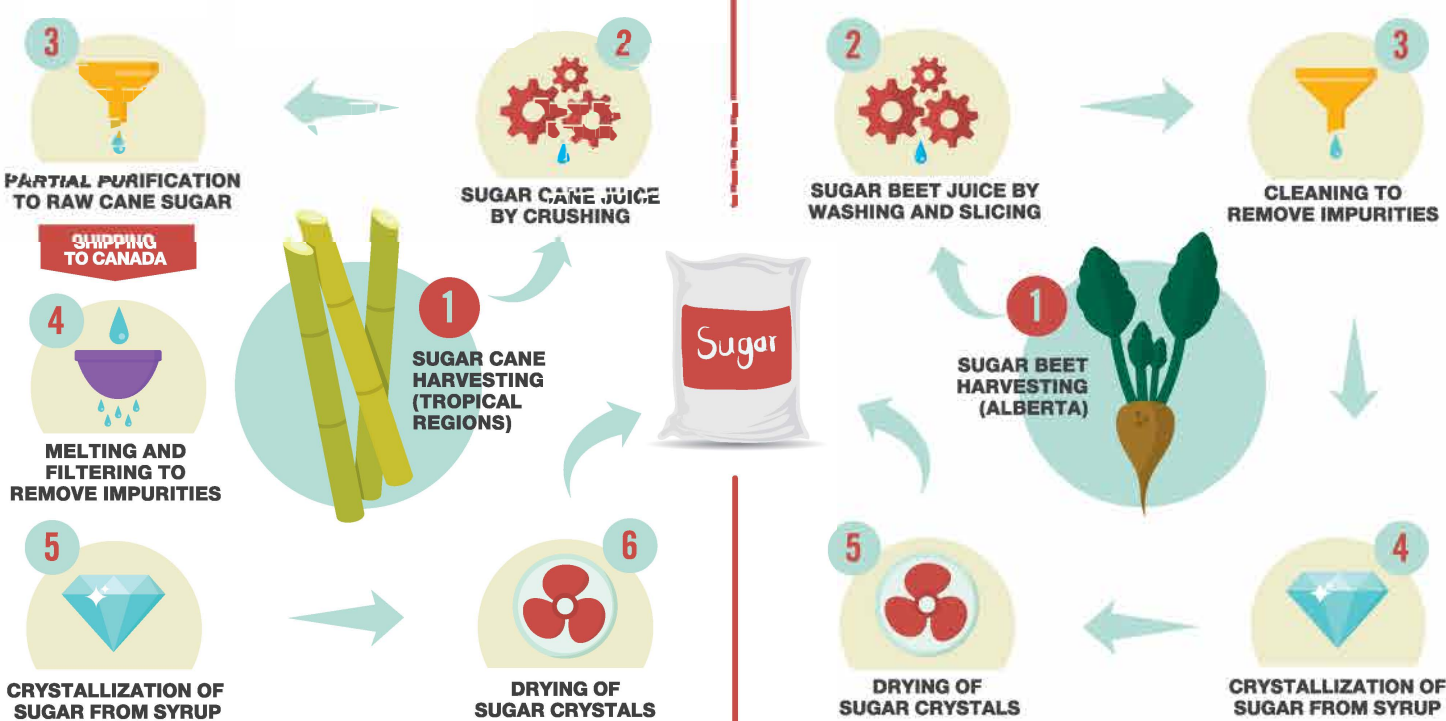 1
SUGAR CANE
HARVESTING
(TROPICAL
REGIONS)
2
SUGAR CANE JUICE
BY CRUSHING
3
PARTIAL PURIFICATION
TO RAW CANE SUGAR
SHIPPING
TO CANADA
4
MELTING AND
FILTERING TO
REMOVE IMPURITIES
5
CRYSTALLIZATION OF
SUGAR FROM SYRUP
6
DRYING OF
SUGAR CRYSTALS
Sugar
1
SUGAR BEET
HARVESTING
(ALBERTA)
2
SUGAR BEET JUICE BY
WASHING AND SLICING
3
CLEANING TO
REMOVE IMPURITIES
4
CRYSTALLIZATION OF
SUGAR FROM SYRUP
5
DRYING OF
SUGAR CRYSTALS